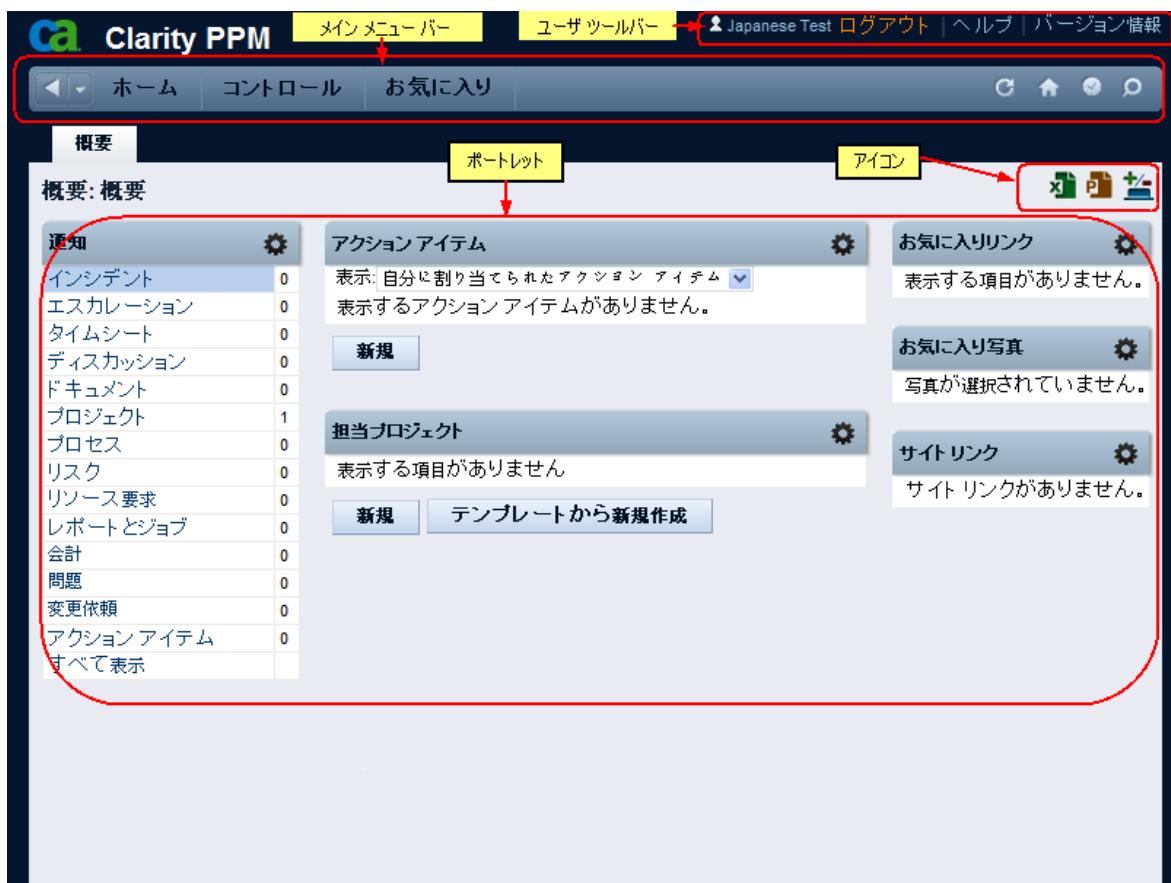 ca Clarity PPM
メイン メニュー バー
ユーザ ツールバー
Japanese Test ログアウト | ヘルプ | バージョン情報
ホーム コントロール お気に入り
概要
ポートレット
アイコン
概要: 概要
通知
インシデント 0
エスカレーション 0
タイムシート 0
ディスカッション 0
ドキュメント 0
プロジェクト 1
プロセス 0
リスク 0
リソース要求 0
レポートとジョブ 0
会計 0
問題 0
変更依頼 0
アクション アイテム 0
すべて表示
アクション アイテム
表示: 自分に割り当てられたアクション アイテム
表示するアクション アイテムがありません。
新規
担当プロジェクト
表示する項目がありません
新規 テンプレートから新規作成
お気に入りリンク
表示する項目がありません。
お気に入り写真
写真が選択されていません。
サイト リンク
サイト リンクがありません。